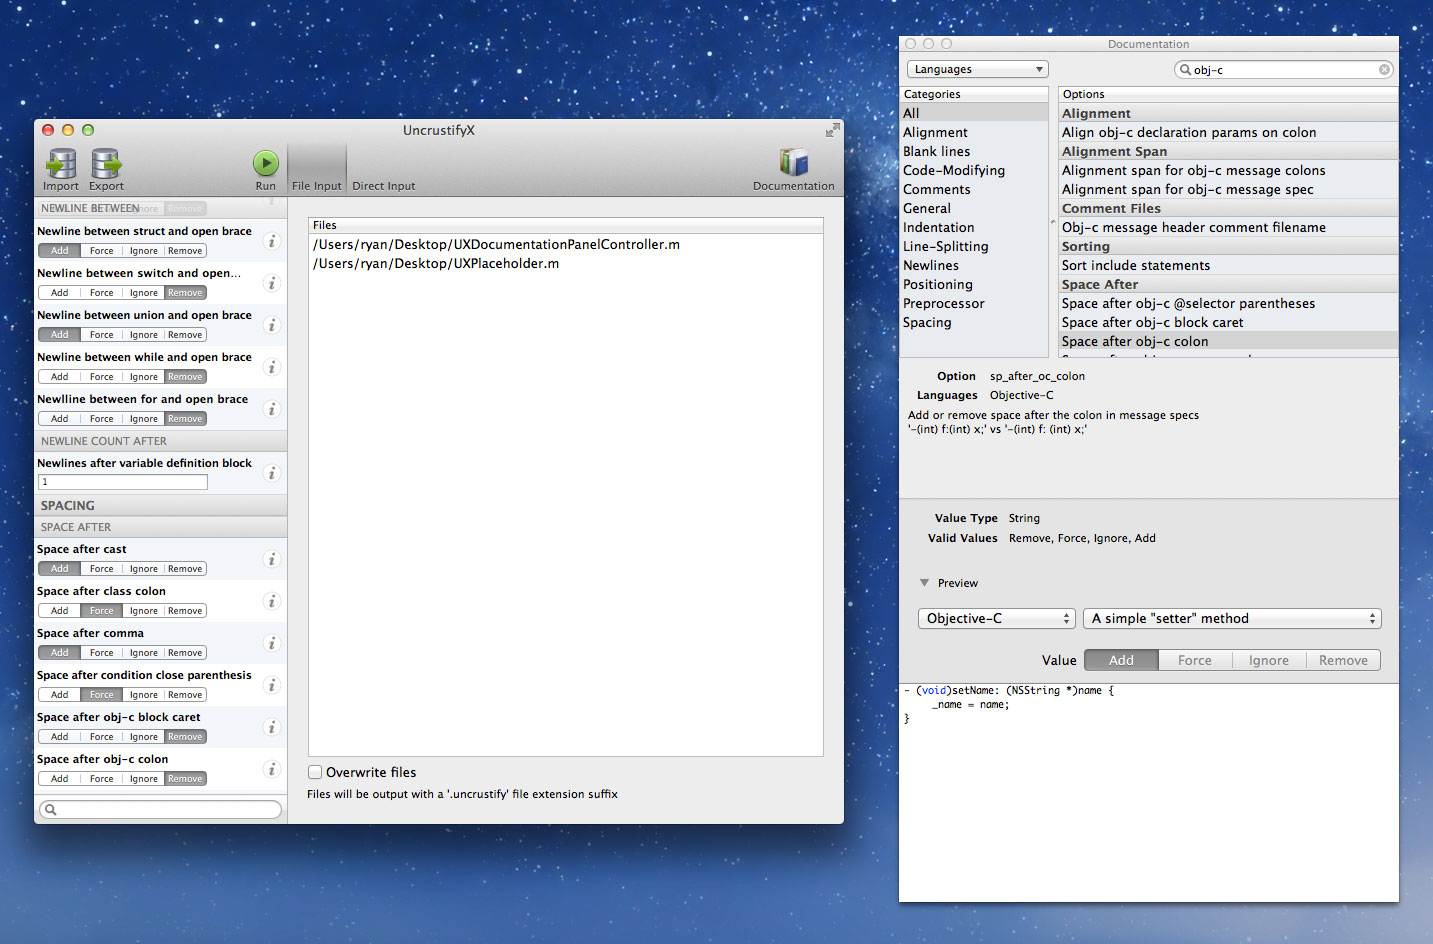 UncrustifyX
Import
Export
Run
File Input
Direct Input
Documentation
Ignore
Remove
NEWLINE BETWEEN
Newline between struct and open brace
Add Force Ignore Remove
Newline between switch and open...
Add Force Ignore Remove
Newline between union and open brace
Add Force Ignore Remove
Newline between while and open brace
Add Force Ignore Remove
Newlline between for and open brace
Add Force Ignore Remove
NEWLINE COUNT AFTER
Newlines after variable definition block
1
SPACING
SPACE AFTER
Space after cast
Add Force Ignore Remove
Space after class colon
Add Force Ignore Remove
Space after comma
Add Force Ignore Remove
Space after condition close parenthesis
Add Force Ignore Remove
Space after obj-c block caret
Add Force Ignore Remove
Space after obj-c colon
Add Force Ignore Remove
Files
/Users/ryan/Desktop/UXDocumentationPanelController.m
/Users/ryan/Desktop/UXPlaceholder.m
Overwrite files
Files will be output with a '.uncrustify' file extension suffix
Documentation
Languages
obj-c
Categories
All
Alignment
Blank lines
Code-Modifying
Comments
General
Indentation
Line-Splitting
Newlines
Positioning
Preprocessor
Spacing
Options
Alignment
Align obj-c declaration params on colon
Alignment Span
Alignment span for obj-c message colons
Alignment span for obj-c message spec
Comment Files
Obj-c message header comment filename
Sorting
Sort include statements
Space After
Space after obj-c @selector parentheses
Space after obj-c block caret
Space after obj-c colon
Option sp_after_oc_colon
Languages Objective-C
Add or remove space after the colon in message specs
'-(int) f:(int) x;' vs '-(int) f: (int) x;'
Value Type String
Valid Values Remove, Force, Ignore, Add
Preview
Objective-C
A simple "setter" method
Value Add Force Ignore Remove
- (void)setName: (NSString *)name {
_name = name;
}